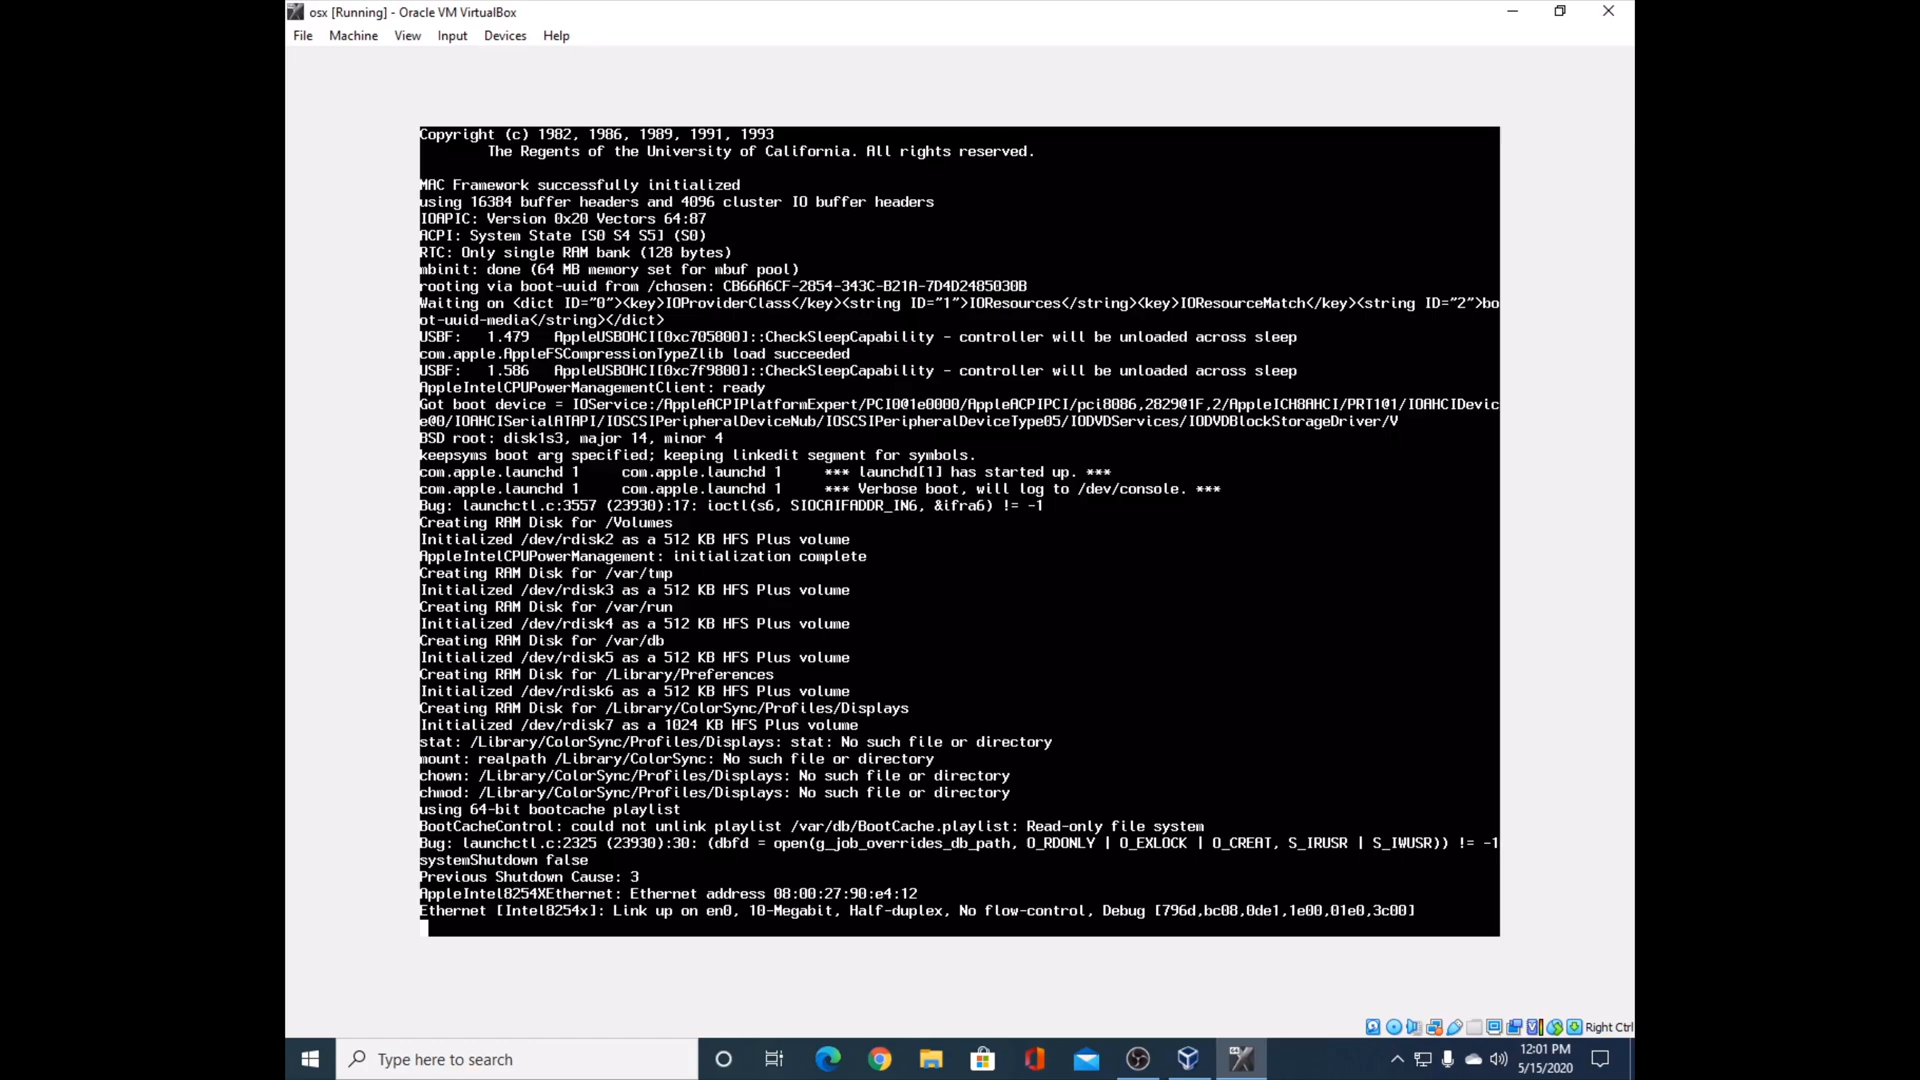 osx [Running] - Oracle VM VirtualBox
File Machine View Input Devices Help
Copyright (c) 1982, 1986, 1989, 1991, 1993
The Regents of the University of California. All rights reserved.
MAC Framework successfully initialized
using 16384 buffer headers and 4096 cluster IO buffer headers
IOAPIC: Version 0x20 Vectors 64:87
ACPI: System State [S0 S4 S5] (S0)
RTC: Only single RAM bank (128 bytes)
mbinit: done (64 MB memory set for mbuf pool)
rooting via boot-uuid from /chosen: CB66A6CF-2854-343C-B21A-7D4D2485030B
Waiting on <dict ID="0"><key>IOProviderClass</key><string ID="1">IOResources</string><key>IOResourceMatch</key><string ID="2">bo
ot-uuid-media</string></dict>
USBF: 1.479 AppleUSBOHCI[0xc705800]::CheckSleepCapability - controller will be unloaded across sleep
com.apple.AppleFSCompressionTypeZlib load succeeded
USBF: 1.586 AppleUSBOHCI[0xc7f9800]::CheckSleepCapability - controller will be unloaded across sleep
AppleIntelCPUPowerManagementClient: ready
Got boot device = IOService:/AppleACPIPlatformExpert/PCI0@1e0000/AppleACPIPCI/pci8086,2829@1F,2/AppleICH8AHCI/PRT1@1/IOAHCIDevic
e@0/IOAHCISerialATAPI/IOSCSIPeripheralDeviceNub/IOSCSIPeripheralDeviceType05/IODVDServices/IODVDBlockStorageDriver/V
BSD root: disk1s3, major 14, minor 4
keepsyms boot arg specified; keeping linkedit segment for symbols.
com.apple.launchd 1 com.apple.launchd 1 *** launchd[1] has started up. ***
com.apple.launchd 1 com.apple.launchd 1 *** Verbose boot, will log to /dev/console. ***
Bug: launchctl.c:3557 (23930):17: ioctl(s6, SIOCAIFADDR_IN6, &ifra6) != -1
Creating RAM Disk for /Volumes
Initialized /dev/rdisk2 as a 512 KB HFS Plus volume
AppleIntelCPUPowerManagement: initialization complete
Creating RAM Disk for /var/tmp
Initialized /dev/rdisk3 as a 512 KB HFS Plus volume
Creating RAM Disk for /var/run
Initialized /dev/rdisk4 as a 512 KB HFS Plus volume
Creating RAM Disk for /var/db
Initialized /dev/rdisk5 as a 512 KB HFS Plus volume
Creating RAM Disk for /Library/Preferences
Initialized /dev/rdisk6 as a 512 KB HFS Plus volume
Creating RAM Disk for /Library/ColorSync/Profiles/Displays
Initialized /dev/rdisk7 as a 1024 KB HFS Plus volume
stat: /Library/ColorSync/Profiles/Displays: stat: No such file or directory
mount: realpath /Library/ColorSync: No such file or directory
chown: /Library/ColorSync/Profiles/Displays: No such file or directory
chmod: /Library/ColorSync/Profiles/Displays: No such file or directory
using 64-bit bootcache playlist
BootCacheControl: could not unlink playlist /var/db/BootCache.playlist: Read-only file system
Bug: launchctl.c:2325 (23930):30: (dbfd = open(g_job_overrides_db_path, O_RDONLY | O_EXLOCK | O_CREAT, S_IRUSR | S_IWUSR)) != -1
systemShutdown false
Previous Shutdown Cause: 3
AppleIntel8254XEthernet: Ethernet address 08:00:27:90:e4:12
Ethernet [Intel8254x]: Link up on en0, 10-Megabit, Half-duplex, No flow-control, Debug [796d,bc08,0de1,1e00,01e0,3c00]
Right Ctrl
Type here to search
12:01 PM
5/15/2020